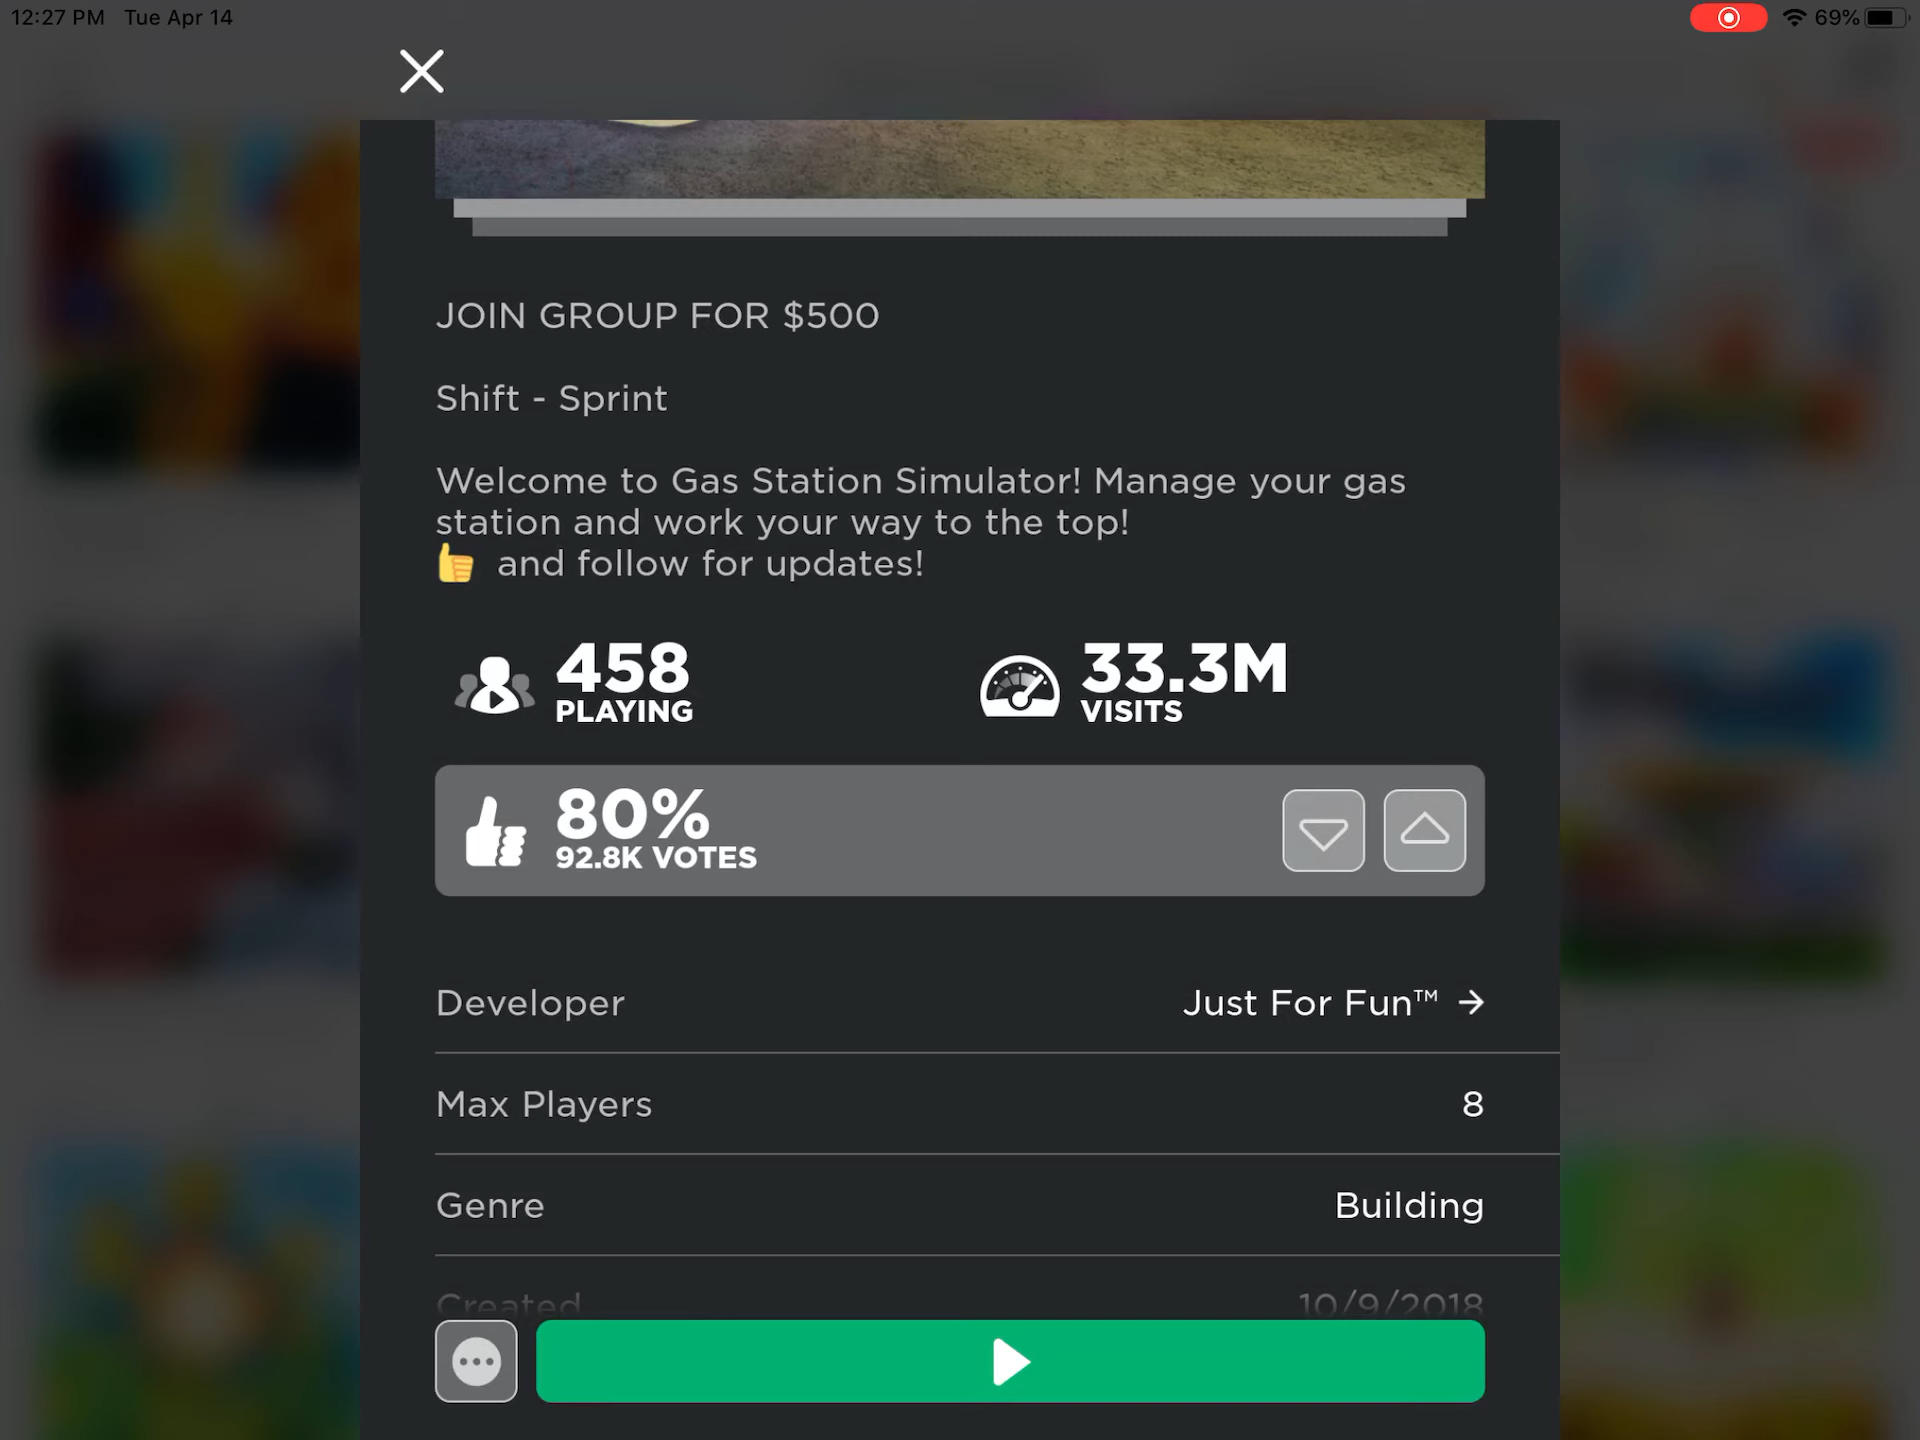 12:27 PM Tue Apr 14
69%
JOIN GROUP FOR $500
Shift - Sprint
Welcome to Gas Station Simulator! Manage your gas
station and work your way to the top!
👍 and follow for updates!
458
PLAYING
33.3M
VISITS
80%
92.8K VOTES
Developer
Just For Fun™ →
Max Players
8
Genre
Building
Created
10/9/2018